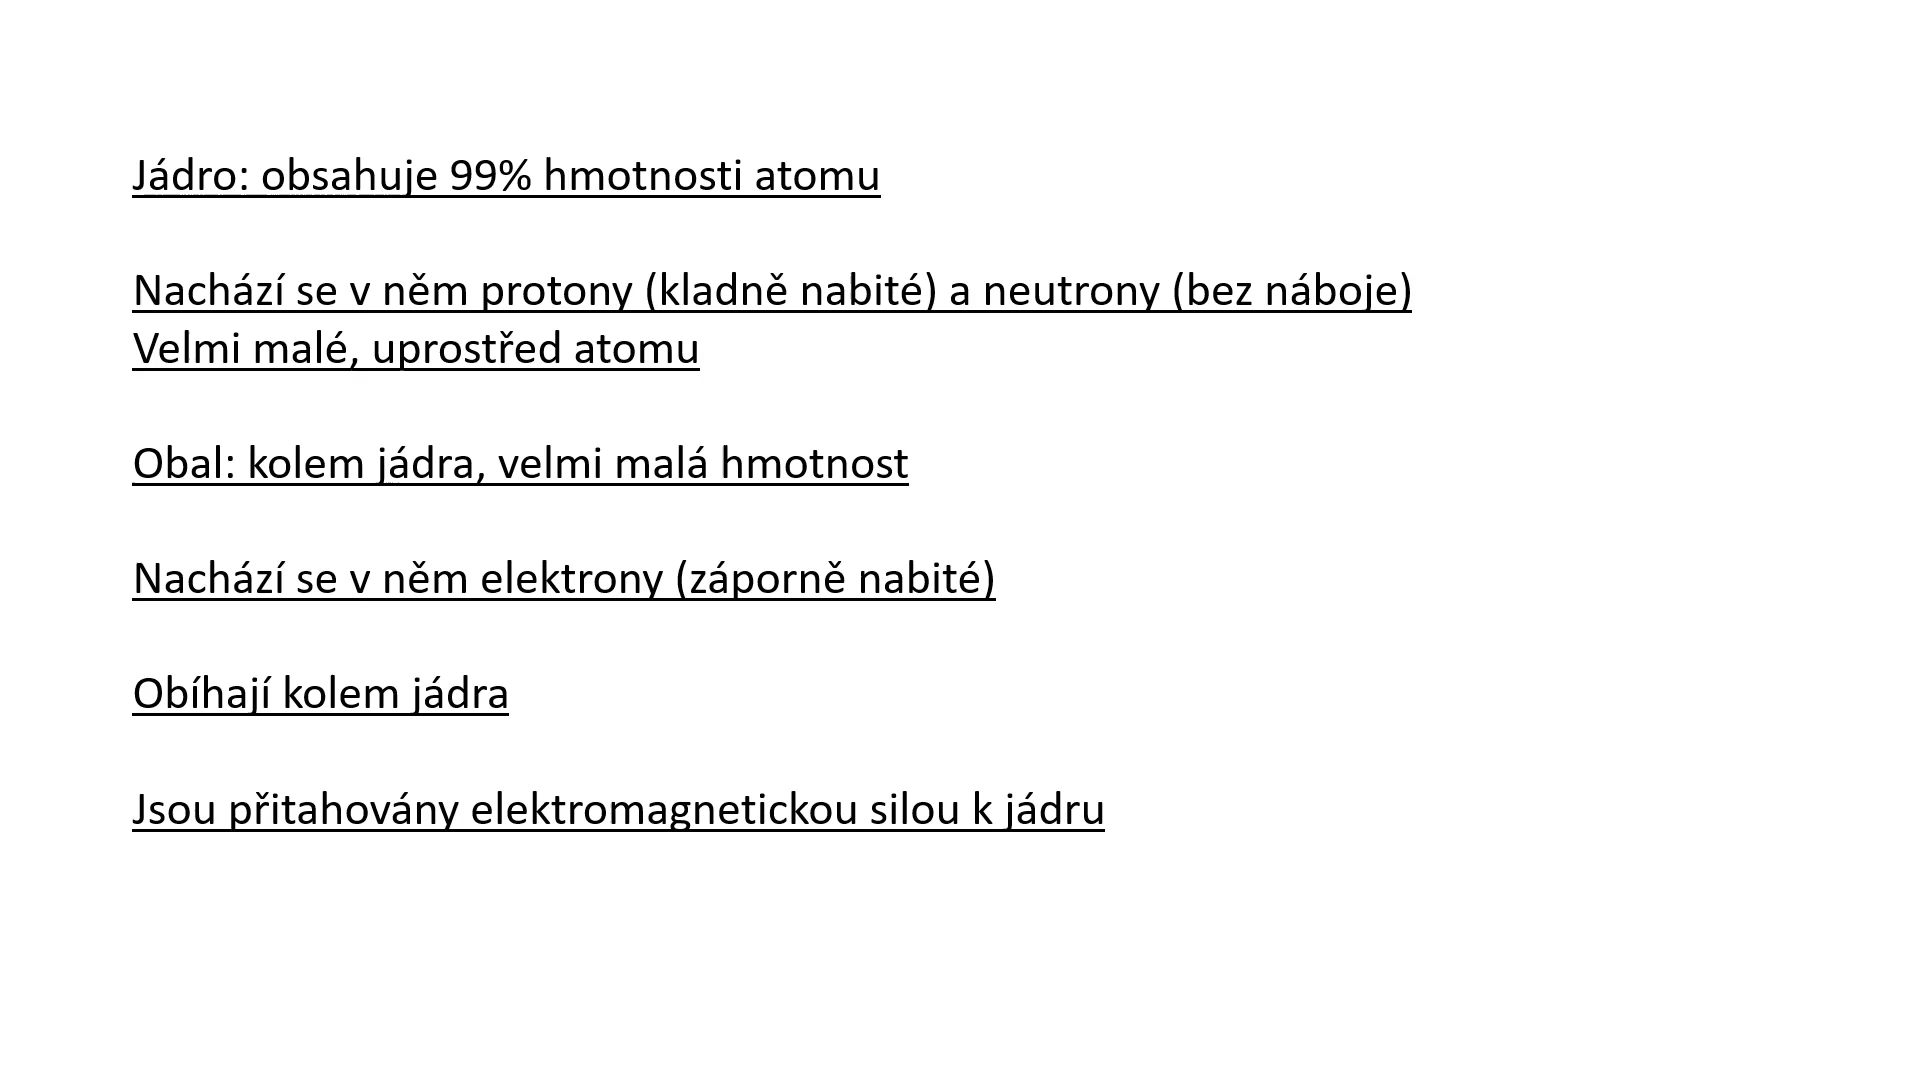 Jádro: obsahuje 99% hmotnosti atomu
Nachází se v něm protony (kladně nabité) a neutrony (bez náboje)
Velmi malé, uprostřed atomu
Obal: kolem jádra, velmi malá hmotnost
Nachází se v něm elektrony (záporně nabité)
Obíhají kolem jádra
Jsou přitahovány elektromagnetickou silou k jádru